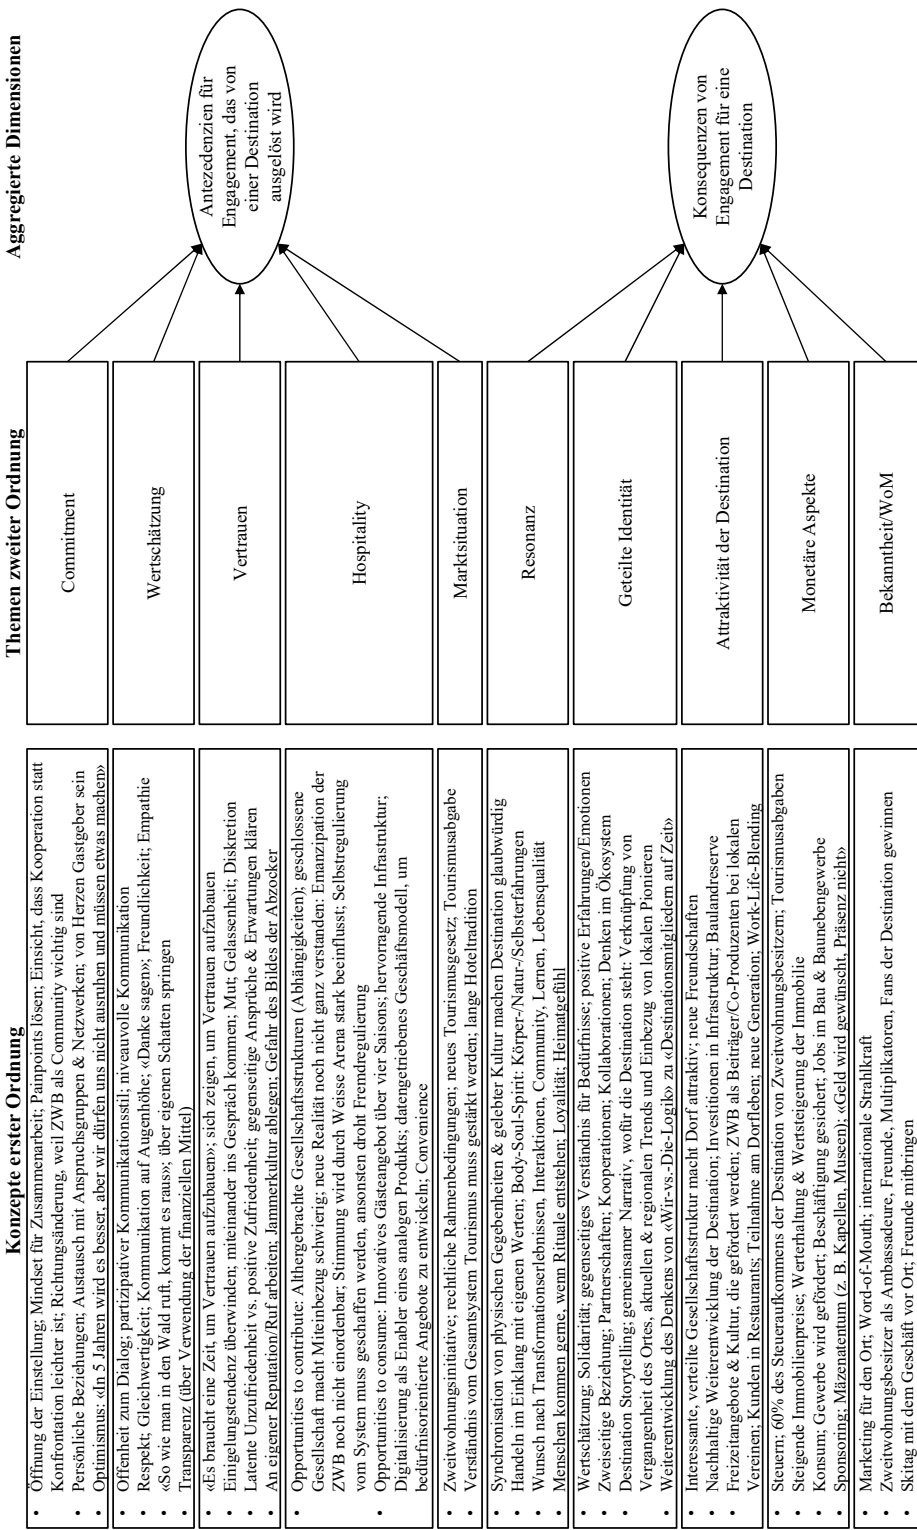 Konzepte erster Ordnung
Themen zweiter Ordnung
Aggregierte Dimensionen
• Öffnung der Einstellung; Mindset für Zusammenarbeit; Painpoints lösen; Einsicht, dass Kooperation statt
Konfrontation leichter ist; Richtungsänderung, weil ZWB als Community wichtig sind
• Persönliche Beziehungen; Austausch mit Anspruchsgruppen & Netzwerken; von Herzen Gastgeber sein
• Optimismus: «In 5 Jahren wird es besser, aber wir dürfen uns nicht ausruhen und müssen etwas machen»
Commitment
• Offenheit zum Dialog; partizipativer Kommunikationsstil; niveauvolle Kommunikation
• Respekt; Gleichwertigkeit; Kommunikation auf Augenhöhe; «Danke sagen»; Freundlichkeit; Empathie
• «So wie man in den Wald ruft, kommt es raus»; über eigenen Schatten springen
• Transparenz (über Verwendung der finanziellen Mittel)
Wertschätzung
• «Es braucht eine Zeit, um Vertrauen aufzubauen»; sich zeigen, um Vertrauen aufzubauen
• Einigelungstendenz überwinden; miteinander ins Gespräch kommen; Mut; Gelassenheit; Diskretion
• Latente Unzufriedenheit vs. positive Zufriedenheit; gegenseitige Ansprüche & Erwartungen klären
• An eigener Reputation/Ruf arbeiten; Jammerkultur ablegen; Gefahr des Bildes der Abzocker
Vertrauen
• Opportunities to contribute: Althergebrachte Gesellschaftsstrukturen (Abhängigkeiten); geschlossene
Gesellschaft macht Miteinbezug schwierig; neue Realität noch nicht ganz verstanden: Emanzipation der
ZWB noch nicht einordenbar; Stimmung wird durch Weisse Arena stark beeinflusst; Selbstregulierung
vom System muss geschaffen werden, ansonsten droht Fremdregulierung
• Opportunities to consume: Innovatives Gästeangebot über vier Saisons; hervorragende Infrastruktur;
Digitalisierung als Enabler eines analogen Produkts; datengetriebenes Geschäftsmodell, um
bedürfnisorientierte Angebote zu entwickeln; Convenience
Hospitality
• Zweitwohnungsinitiative; rechtliche Rahmenbedingungen; neues Tourismusgesetz; Tourismusabgabe
• Verständnis vom Gesamtsystem Tourismus muss gestärkt werden; lange Hoteltradition
Marktsituation
Antezedenzien für
Engagement, das von
einer Destination
ausgelöst wird
• Synchronisation von physischen Gegebenheiten & gelebter Kultur machen Destination glaubwürdig
• Handeln im Einklang mit eigenen Werten; Body-Soul-Spirit: Körper-/Natur-/Selbsterfahrungen
• Wunsch nach Transformationserlebnissen, Interaktionen, Community, Lernen, Lebensqualität
• Menschen kommen gerne, wenn Rituale entstehen; Loyalität; Heimatgefühl
Resonanz
• Wertschätzung; Solidarität; gegenseitiges Verständnis für Bedürfnisse; positive Erfahrungen/Emotionen
• Zweiseitige Beziehung; Partnerschaften; Kooperationen; Kollaborationen; Denken im Ökosystem
• Destination Storytelling; gemeinsamer Narrativ, wofür die Destination steht: Verknüpfung von
Vergangenheit des Ortes, aktuellen & regionalen Trends und Einbezug von lokalen Pionieren
• Weiterentwicklung des Denkens von «Wir-vs.-Die-Logik» zu «Destinationsmitgliedern auf Zeit»
Geteilte Identität
• Interessante, verteilte Gesellschaftsstruktur macht Dorf attraktiv; neue Freundschaften
• Nachhaltige Weiterentwicklung der Destination; Investitionen in Infrastruktur; Baulandreserve
• Freizeitangebote & Kultur, die gefördert werden; ZWB als Beiträger/Co-Produzenten bei lokalen
Vereinen; Kunden in Restaurants; Teilnahme am Dorfleben; neue Generation; Work-Life-Blending
Attraktivität der Destination
• Steuern; 60% des Steueraufkommens der Destination von Zweitwohnungsbesitzern; Tourismusabgaben
• Steigende Immobilienpreise; Werterhaltung & Wertsteigerung der Immobilie
• Konsum; Gewerbe wird gefördert; Beschäftigung gesichert; Jobs im Bau & Baunebengewerbe
• Sponsoring; Mäzenatentum (z. B. Kapellen, Museen); «Geld wird gewünscht, Präsenz nicht»
Monetäre Aspekte
• Marketing für den Ort; Word-of-Mouth; internationale Strahlkraft
• Zweitwohnungsbesitzer als Ambassadeure, Freunde, Multiplikatoren, Fans der Destination gewinnen
• Skitag mit dem Geschäft vor Ort; Freunde mitbringen
Bekanntheit/WoM
Konsequenzen von
Engagement für eine
Destination